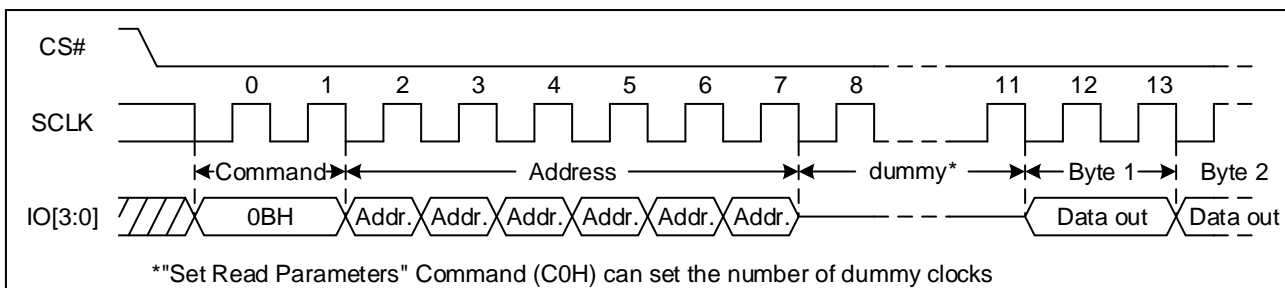 CS#
0 1 2 3 4 5 6 7 8 11 12 13
SCLK
Command Address dummy* Byte 1 Byte 2
IO[3:0] 0BH Addr. Addr. Addr. Addr. Addr. Addr. Data out Data out
*"Set Read Parameters" Command (C0H) can set the number of dummy clocks